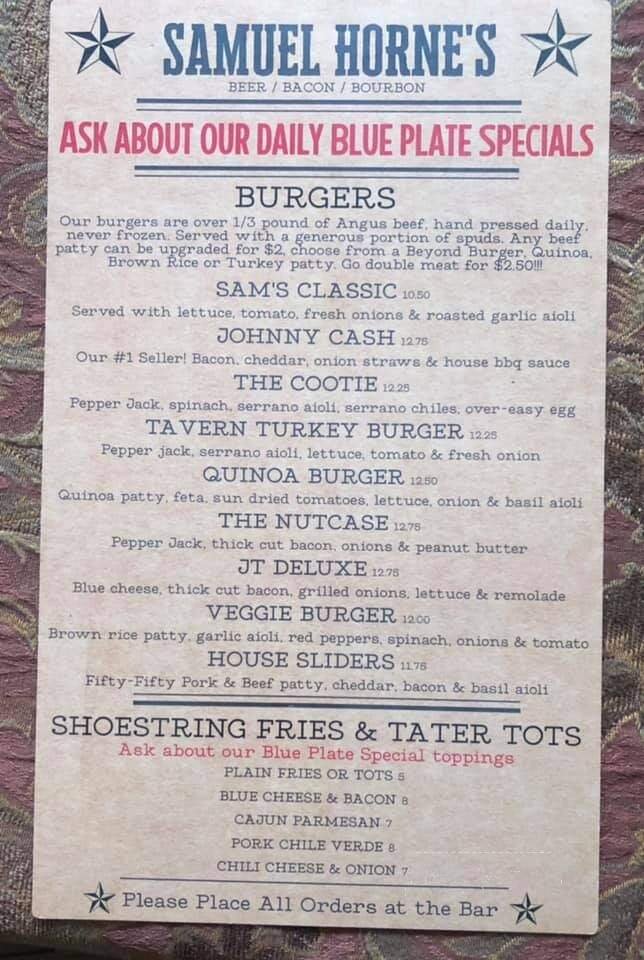 SAMUEL HORNE'S
BEER / BACON / BOURBON
ASK ABOUT OUR DAILY BLUE PLATE SPECIALS
BURGERS
Our burgers are over 1/3 pound of Angus beef, hand pressed daily,
never frozen. Served with a generous portion of spuds. Any beef
patty can be upgraded for $2, choose from a Beyond Burger, Quinoa,
Brown Rice or Turkey patty. Go double meat for $2.50!!!
SAM'S CLASSIC 10.50
Served with lettuce, tomato, fresh onions & roasted garlic aioli
JOHNNY CASH 12.75
Our #1 Seller! Bacon, cheddar, onion straws & house bbq sauce
THE COOTIE 12.25
Pepper Jack, spinach, serrano aioli, serrano chiles, over-easy egg
TAVERN TURKEY BURGER 12.25
Pepper jack, serrano aioli, lettuce, tomato & fresh onion
QUINOA BURGER 12.50
Quinoa patty, feta, sun dried tomatoes, lettuce, onion & basil aioli
THE NUTCASE 12.75
Pepper Jack, thick cut bacon, onions & peanut butter
JT DELUXE 12.75
Blue cheese, thick cut bacon, grilled onions, lettuce & remolade
VEGGIE BURGER 12.00
Brown rice patty, garlic aioli, red peppers, spinach, onions & tomato
HOUSE SLIDERS 11.75
Fifty-Fifty Pork & Beef patty, cheddar, bacon & basil aioli
SHOESTRING FRIES & TATER TOTS
Ask about our Blue Plate Special toppings
PLAIN FRIES OR TOTS 5
BLUE CHEESE & BACON 8
CAJUN PARMESAN 7
PORK CHILE VERDE 8
CHILI CHEESE & ONION 7
Please Place All Orders at the Bar